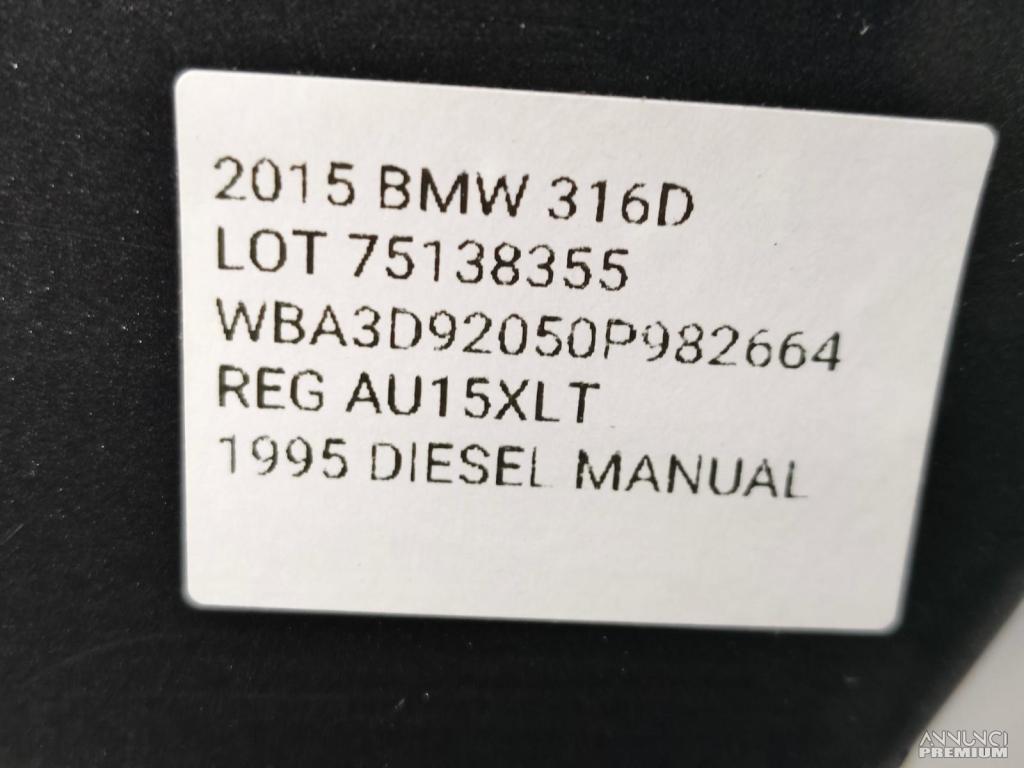 2015 BMW 316D
LOT 75138355
WBA3D92050P982664
REG AU15XLT
1995 DIESEL MANUAL
ANNUNCI
PREMIUM